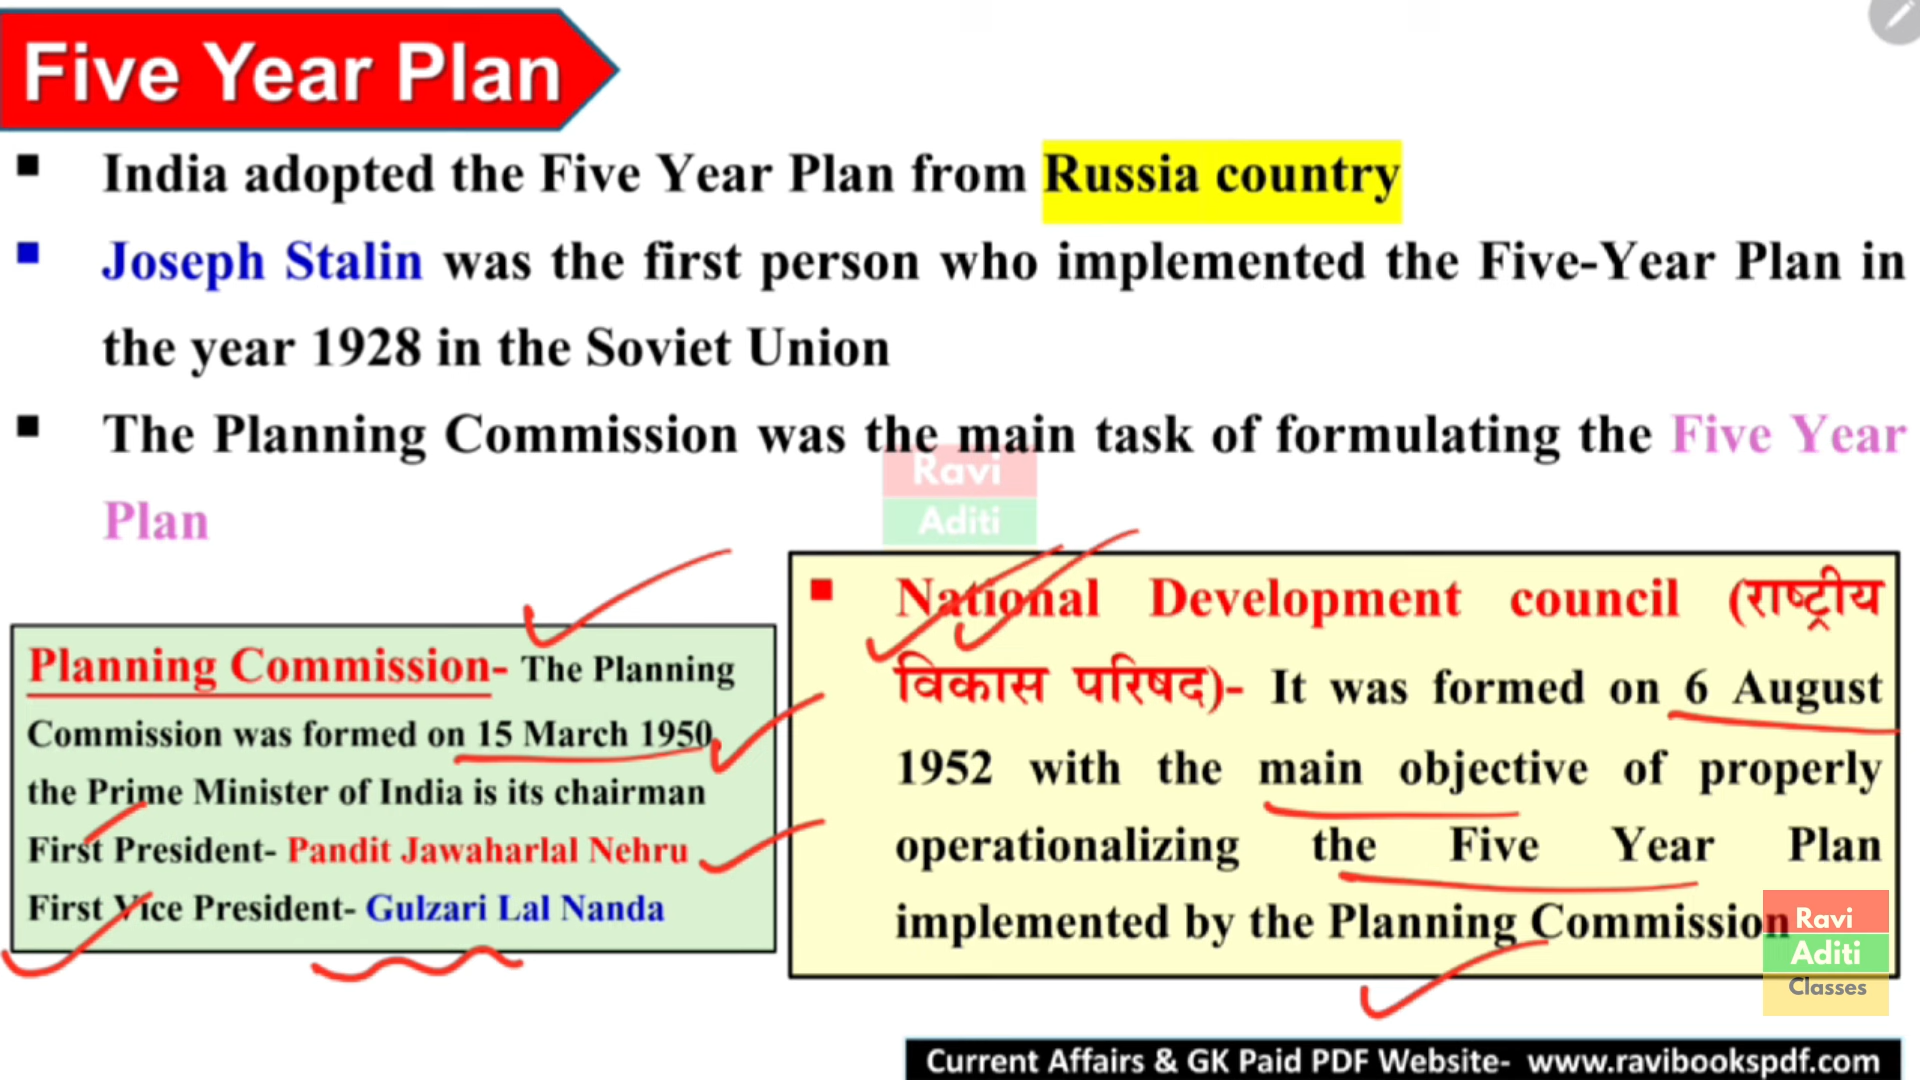 Five Year Plan
India adopted the Five Year Plan from Russia country
Joseph Stalin was the first person who implemented the Five-Year Plan in
the year 1928 in the Soviet Union
The Planning Commission was the main task of formulating the Five Year
Plan
Ravi
Aditi
Planning Commission- The Planning
Commission was formed on 15 March 1950,
the Prime Minister of India is its chairman
First President- Pandit Jawaharlal Nehru
First Vice President- Gulzari Lal Nanda
National Development council (राष्ट्रीय
विकास परिषद)- It was formed on 6 August
1952 with the main objective of properly
operationalizing the Five Year Plan
implemented by the Planning Commission
Ravi
Aditi
Classes
Current Affairs & GK Paid PDF Website- www.ravibookspdf.com